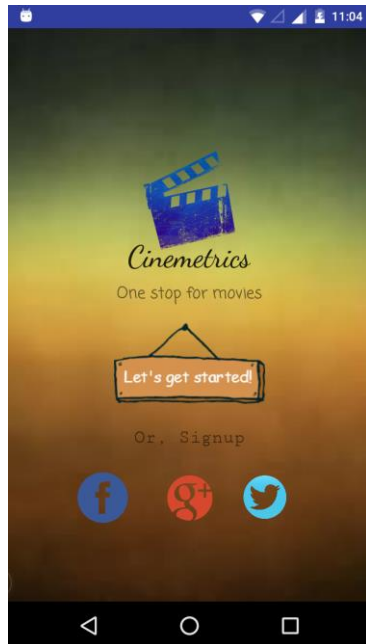 11:04
Cinemetrics
One stop for movies
Let's get started!
Or, Signup
f
g+